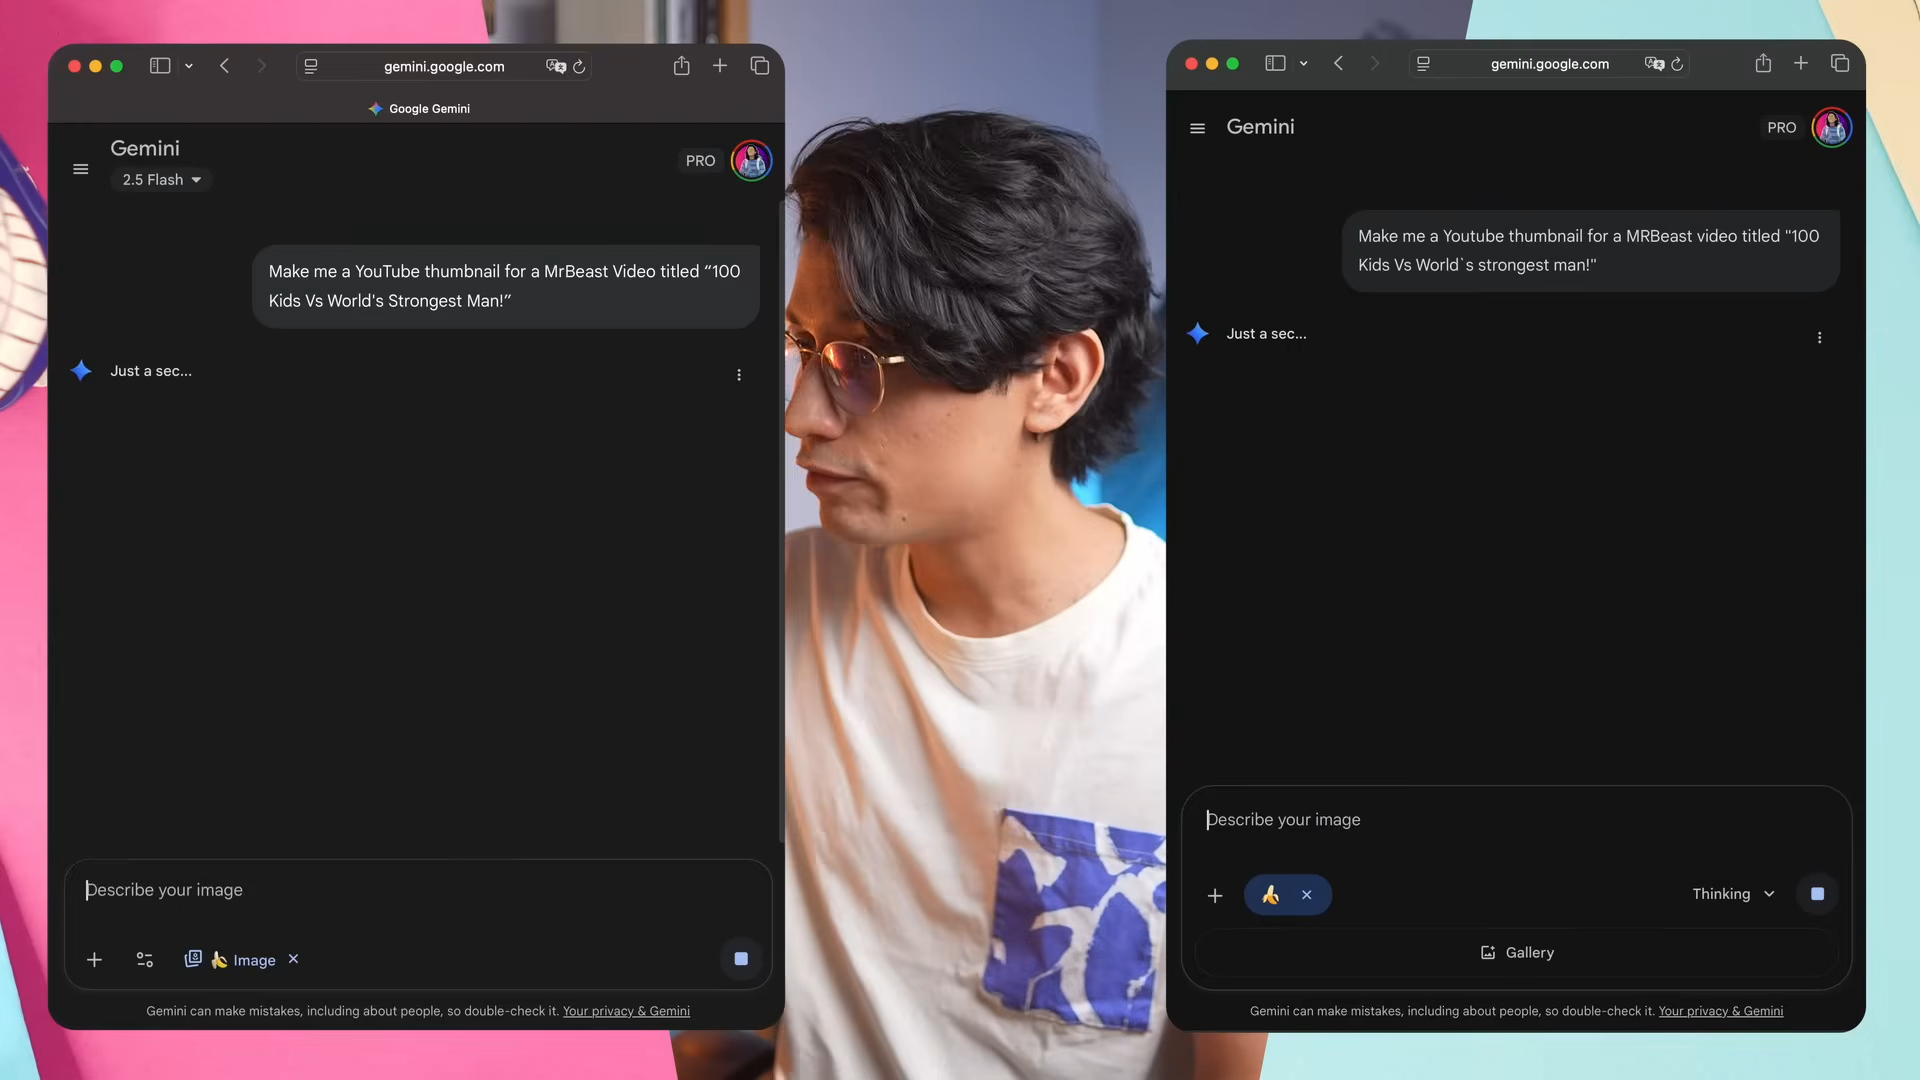 gemini.google.com
Google Gemini
Gemini
2.5 Flash
PRO
Make me a YouTube thumbnail for a MrBeast Video titled “100
Kids Vs World's Strongest Man!”
Just a sec...
Describe your image
Image
Gemini can make mistakes, including about people, so double-check it. Your privacy & Gemini
gemini.google.com
Gemini
PRO
Make me a Youtube thumbnail for a MRBeast video titled "100
Kids Vs World`s strongest man!"
Just a sec...
Describe your image
Thinking
Gallery
Gemini can make mistakes, including about people, so double-check it. Your privacy & Gemini